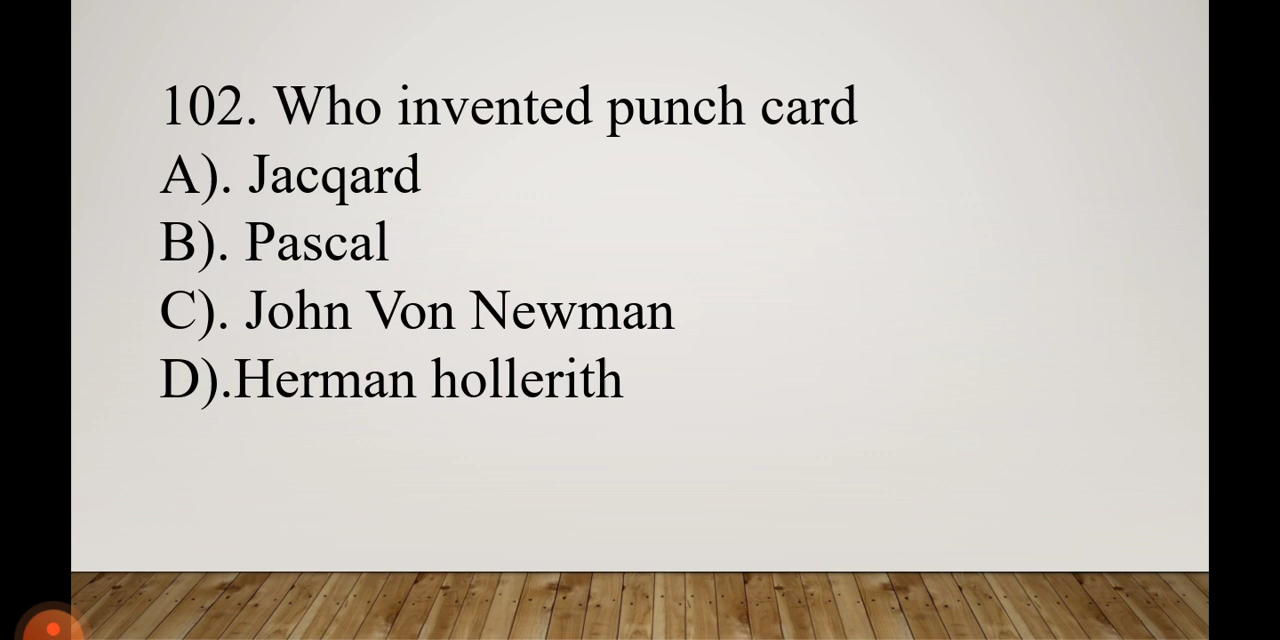 102. Who invented punch card
A). Jacqard
B). Pascal
C). John Von Newman
D).Herman hollerith